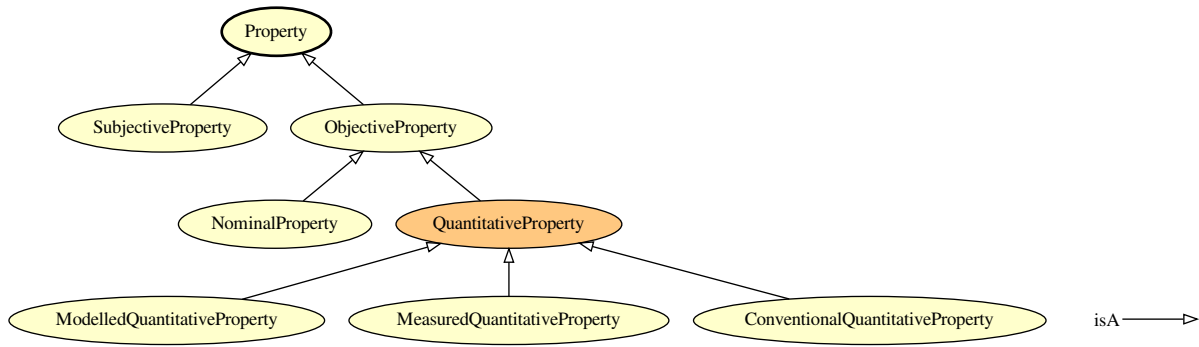 Property
SubjectiveProperty
ObjectiveProperty
NominalProperty
QuantitativeProperty
ModelledQuantitativeProperty
MeasuredQuantitativeProperty
ConventionalQuantitativeProperty
isA